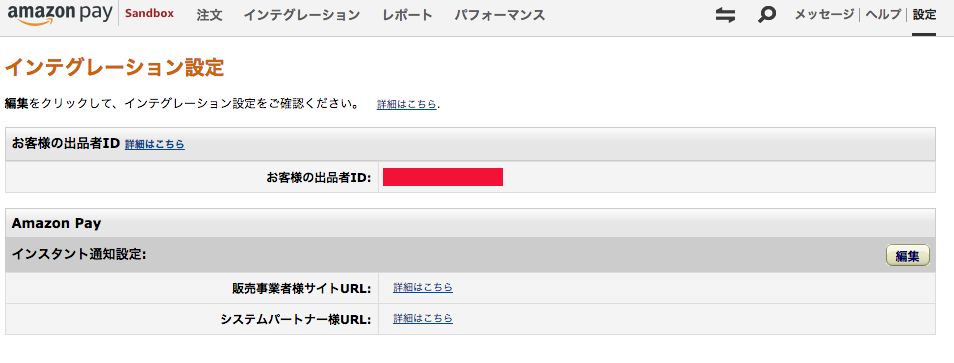 amazon pay Sandbox 注文 インテグレーション レポート パフォーマンス メッセージ ヘルプ 設定
インテグレーション設定
編集をクリックして、インテグレーション設定をご確認ください。 詳細はこちら.
お客様の出品者ID 詳細はこちら
お客様の出品者ID:
Amazon Pay
インスタント通知設定: 編集
販売事業者様サイトURL: 詳細はこちら
システムパートナー様URL: 詳細はこちら